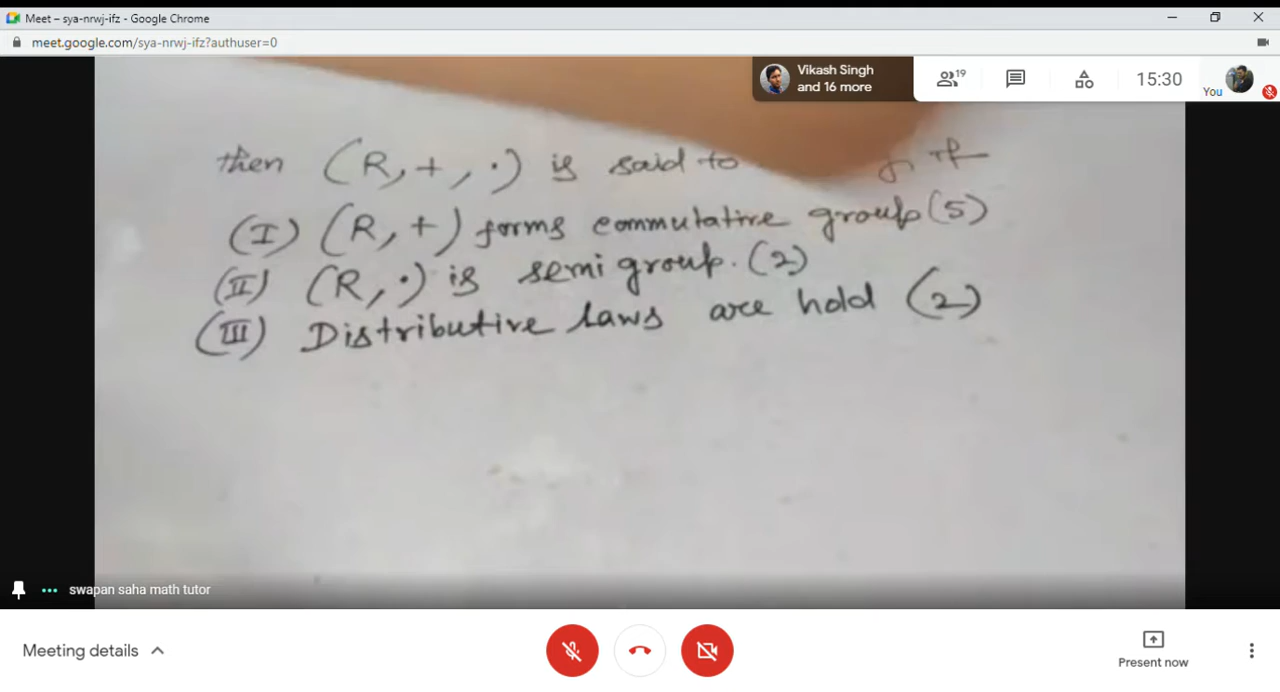 Meet – sya-nrwj-ifz - Google Chrome
meet.google.com/sya-nrwj-ifz?authuser=0
Vikash Singh
and 16 more
19
15:30
You
then (R, +, ·) is said to if
(I) (R, +) forms commutative group (5)
(II) (R, ·) is semi group. (2)
(III) Distributive laws are hold (2)
swapan saha math tutor
Meeting details
Present now